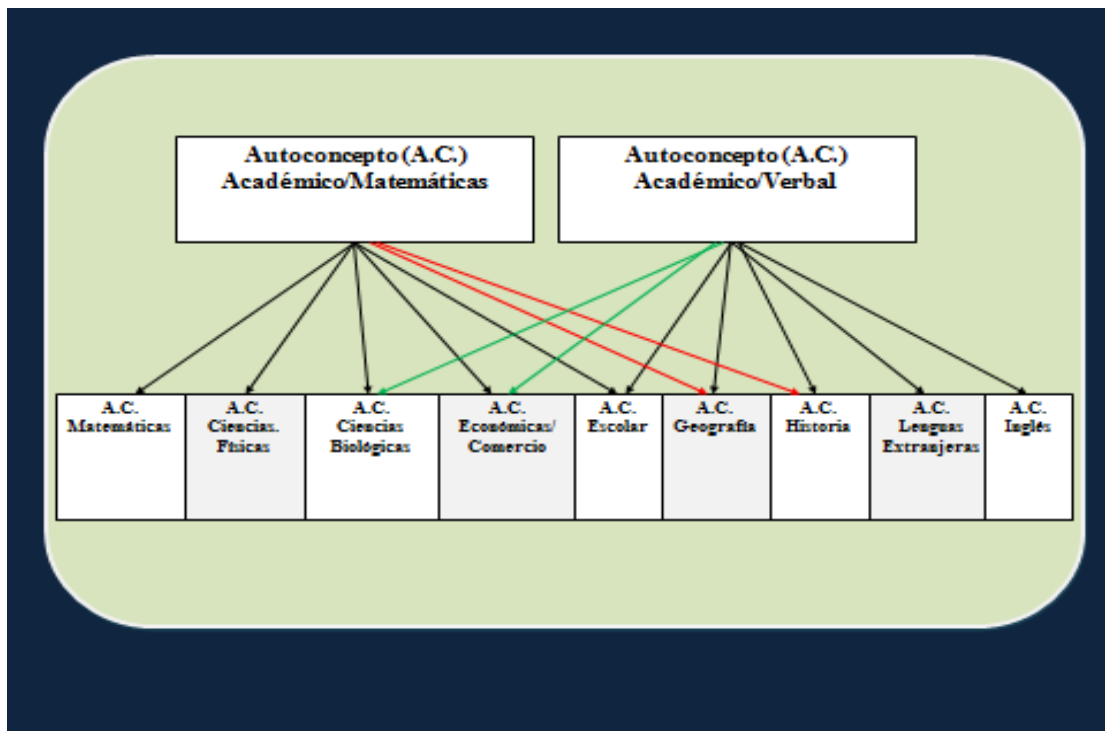 Autoconcepto (A.C.)
Académico/Matemáticas
Autoconcepto (A.C.)
Académico/Verbal
A.C.
Matemáticas
A.C.
Ciencias.
Físicas
A.C.
Ciencias
Biológicas
A.C.
Económicas/
Comercio
A.C.
Escolar
A.C.
Geografía
A.C.
Historia
A.C.
Lenguas
Extranjeras
A.C.
Inglés